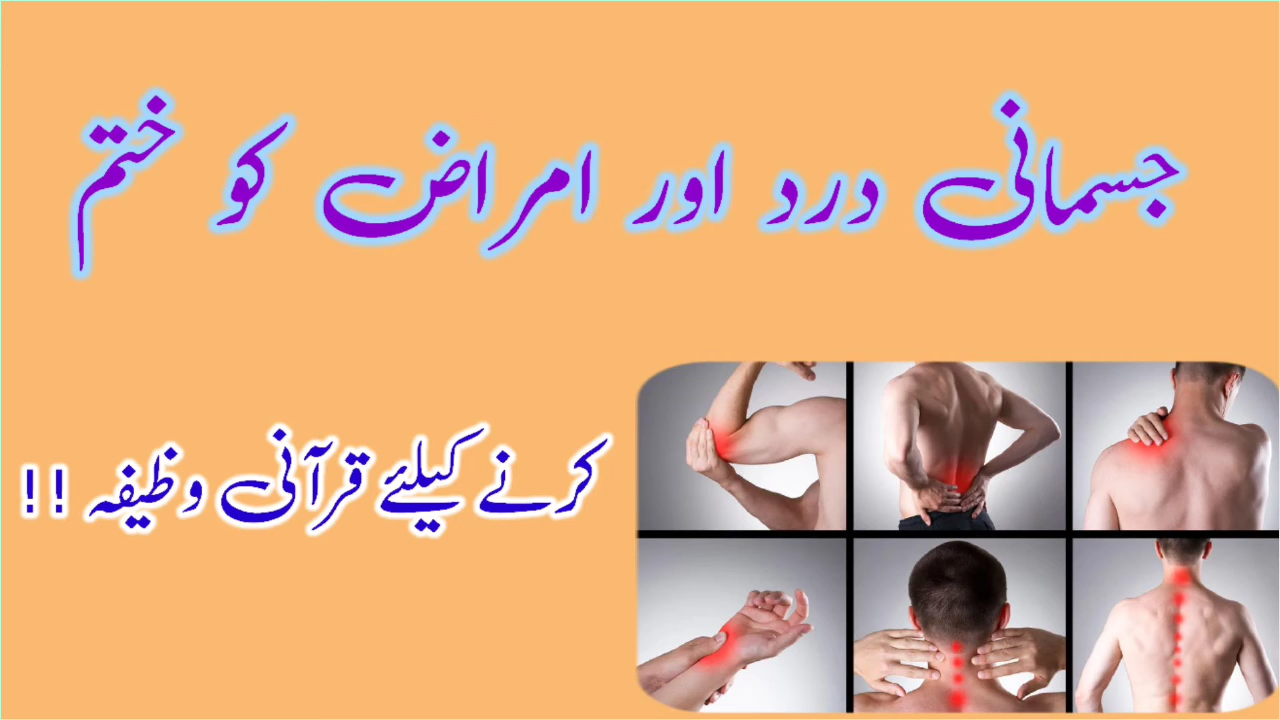 جسمانی درد اور امراض کو ختم
کرنے کیلئے قرآنی وظیفہ !!